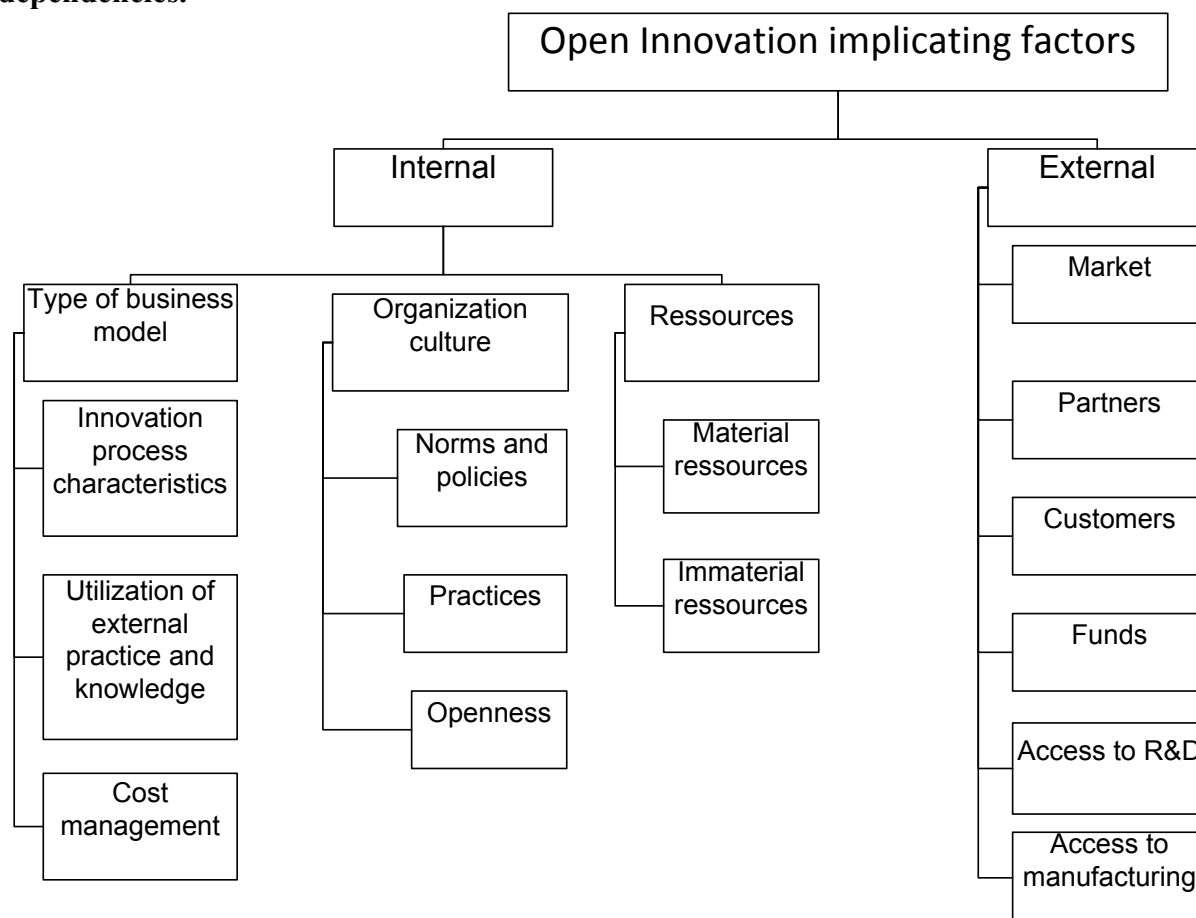 dependencies.
Open Innovation implicating factors
Internal
External
Type of business
model
Innovation
process
characteristics
Utilization of
external
practice and
knowledge
Cost
management
Organization
culture
Norms and
policies
Practices
Openness
Ressources
Material
ressources
Immaterial
ressources
Market
Partners
Customers
Funds
Access to R&D
Access to
manufacturing